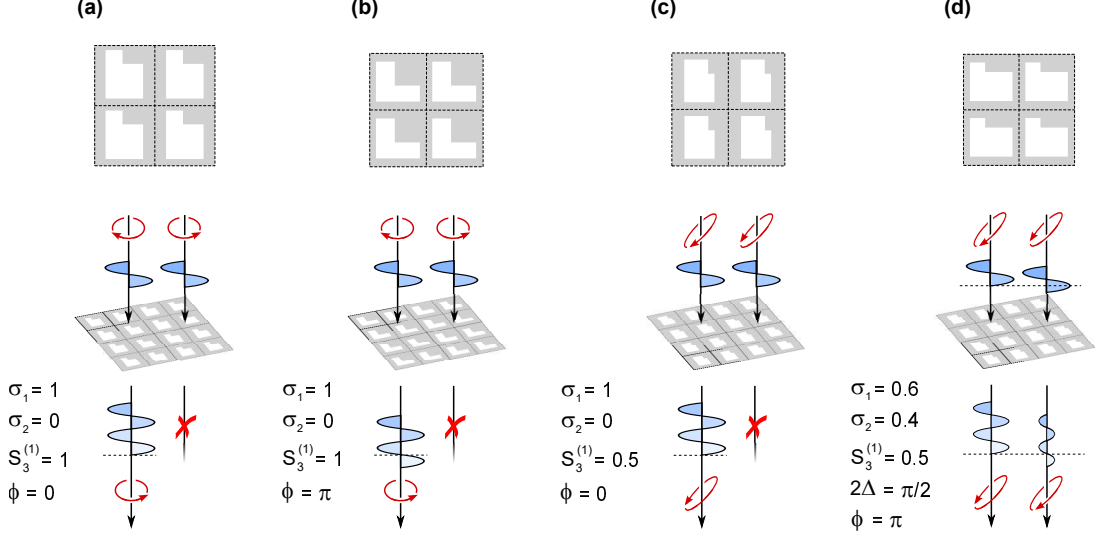 (a)
(b)
(c)
(d)
σ₁ = 1
σ₂ = 0
S₃⁽¹⁾ = 1
ϕ = 0
σ₁ = 1
σ₂ = 0
S₃⁽¹⁾ = 1
ϕ = π
σ₁ = 1
σ₂ = 0
S₃⁽¹⁾ = 0.5
ϕ = 0
σ₁ = 0.6
σ₂ = 0.4
S₃⁽¹⁾ = 0.5
2Δ = π/2
ϕ = π